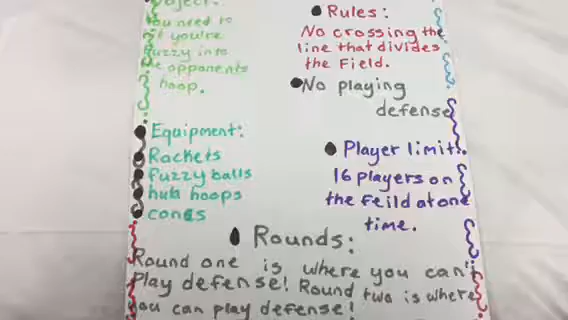 Object:
You need to
if you're
fuzzy into
the opponents
hoop.
Equipment:
Rackets
fuzzy balls
hula hoops
cones
Rules:
No crossing the
line that divides
the Field.
No playing
defense
Player limit:
16 players on
the feild at one
time.
Rounds:
Round one is where you can't
Play defense! Round two is where
you can play defense!